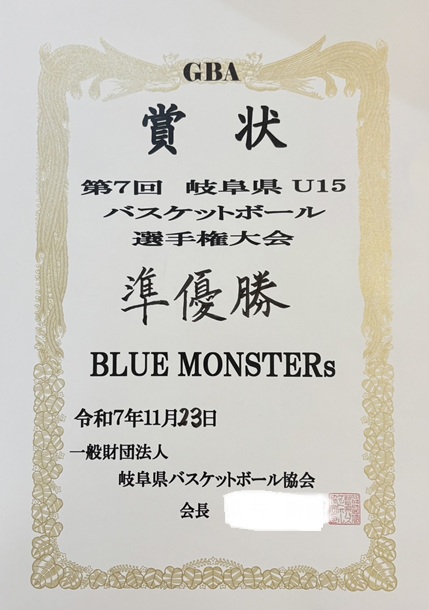 GBA
賞状
第7回 岐阜県 U15
バスケットボール
選手権大会
準優勝
BLUE MONSTERs
令和7年11月23日
一般財団法人
岐阜県バスケットボール協会
会長